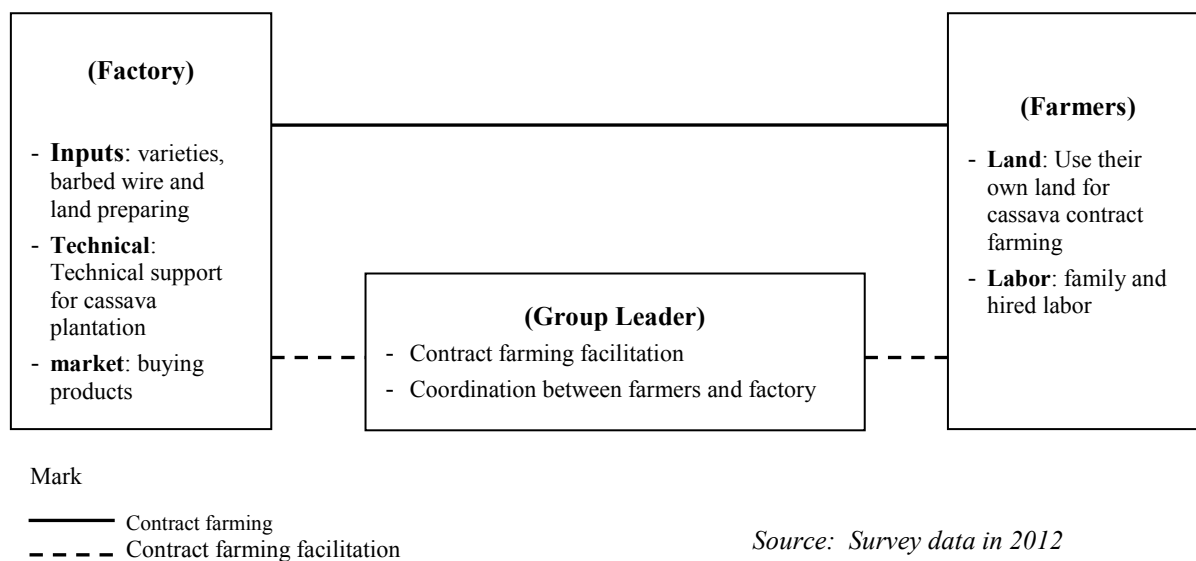 (Factory)
- Inputs: varieties,
barbed wire and
land preparing
- Technical:
Technical support
for cassava
plantation
- market: buying
products
(Group Leader)
- Contract farming facilitation
- Coordination between farmers and factory
(Farmers)
- Land: Use their
own land for
cassava contract
farming
- Labor: family and
hired labor
Mark
Contract farming
Contract farming facilitation
Source: Survey data in 2012